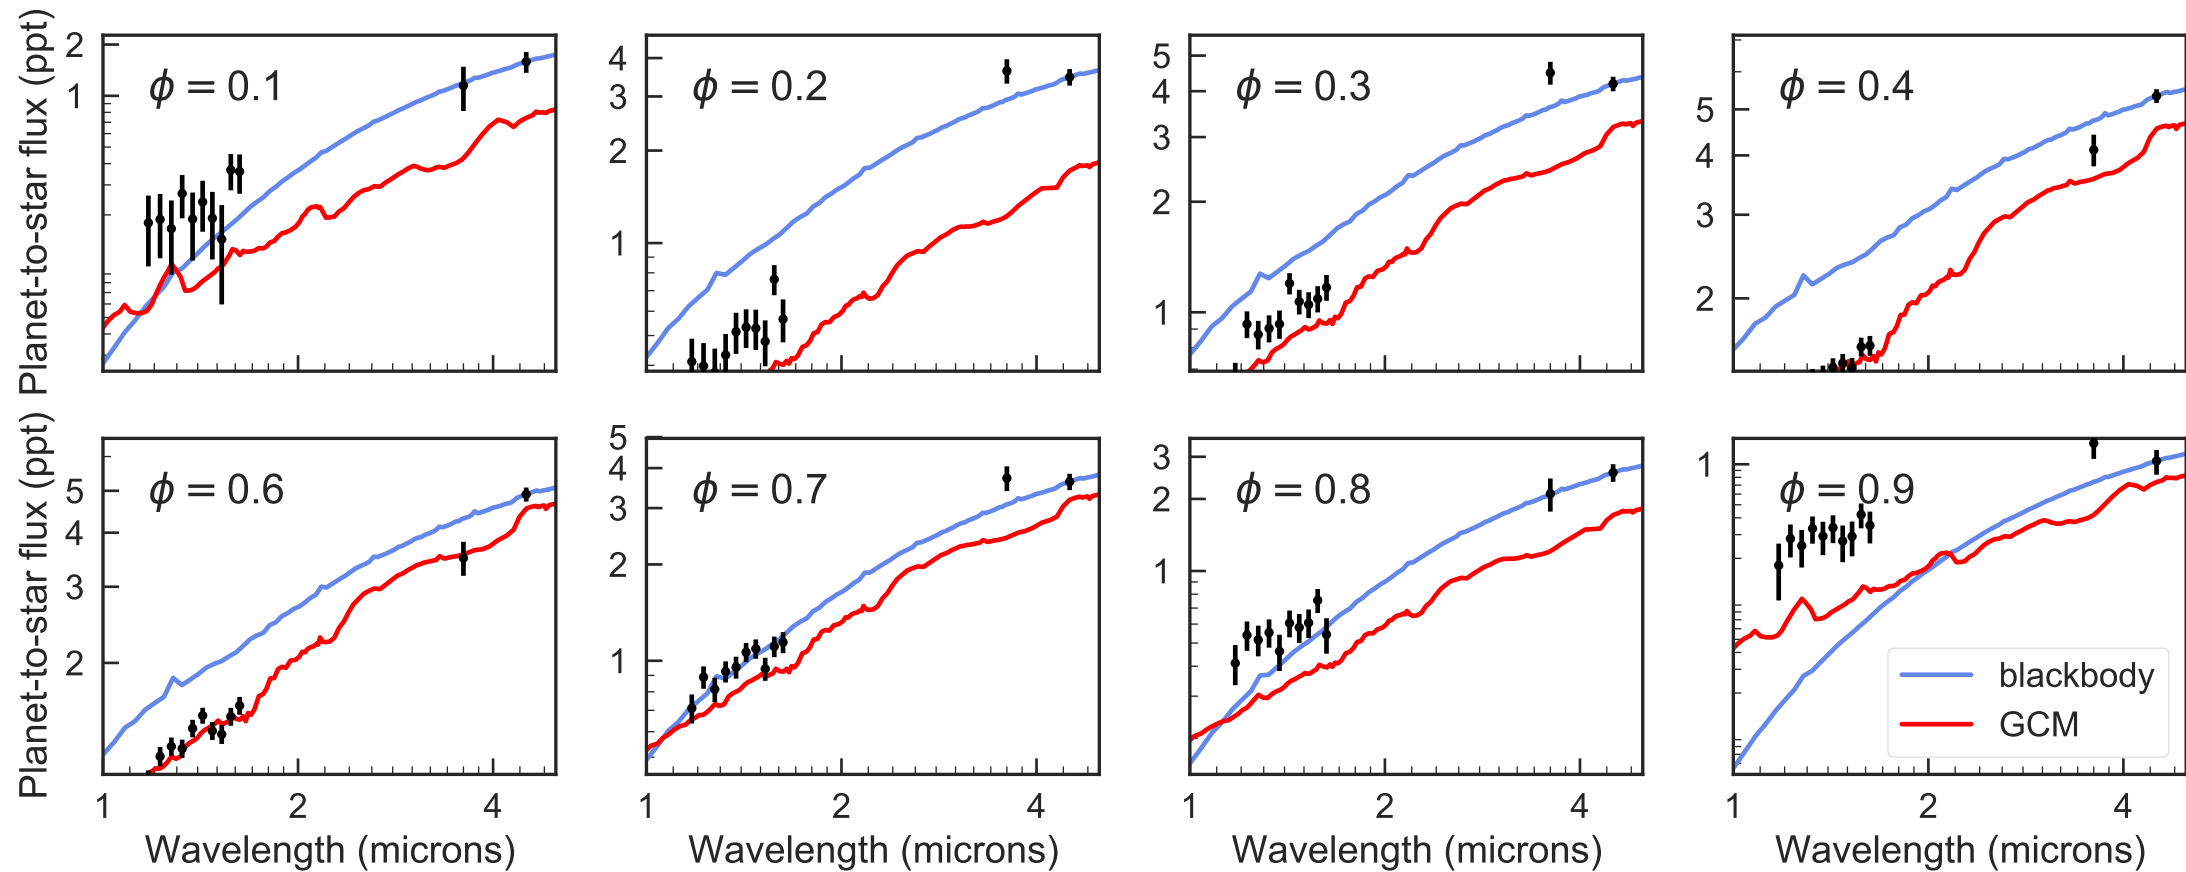 Planet-to-star flux (ppt)
2
1
ϕ = 0.1
4
3
2
1
ϕ = 0.2
5
4
3
2
1
ϕ = 0.3
5
4
3
2
ϕ = 0.4
Planet-to-star flux (ppt)
5
4
3
2
ϕ = 0.6
5
4
3
2
1
ϕ = 0.7
3
2
1
ϕ = 0.8
1
ϕ = 0.9
blackbody
GCM
1 2 4
1 2 4
1 2 4
1 2 4
Wavelength (microns)
Wavelength (microns)
Wavelength (microns)
Wavelength (microns)